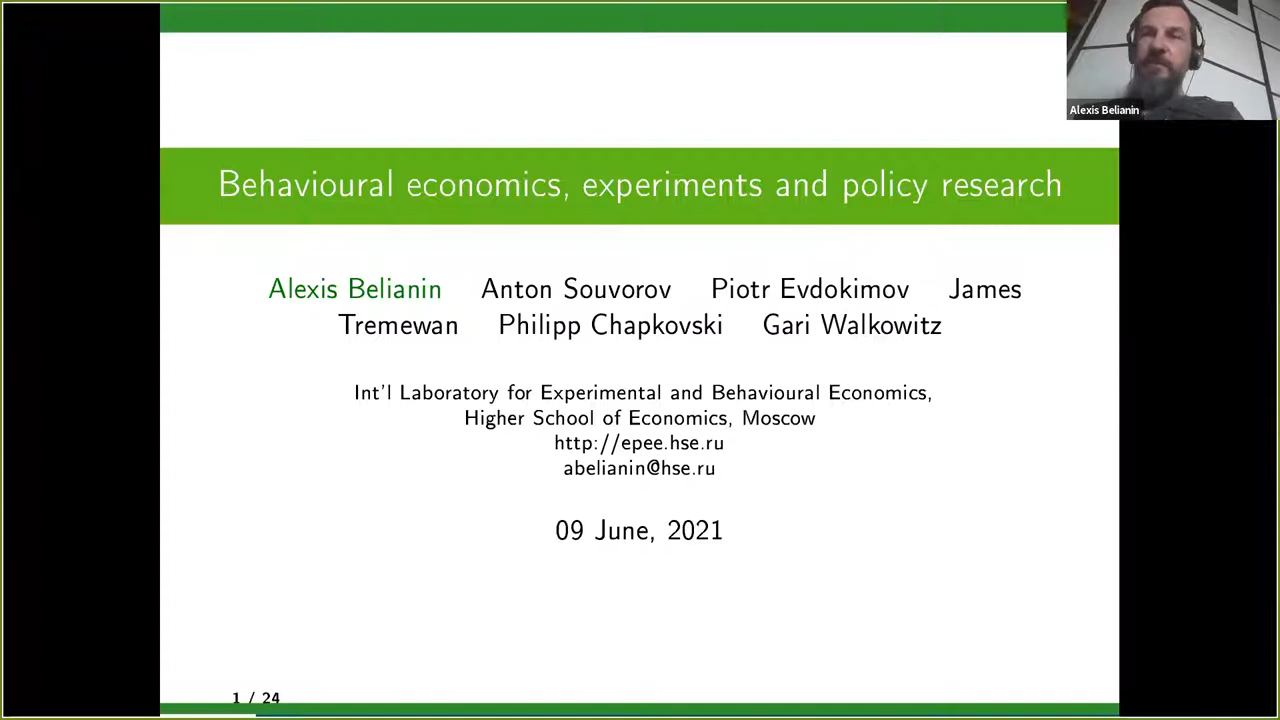 Alexis Belianin
Behavioural economics, experiments and policy research
Alexis Belianin Anton Souvorov Piotr Evdokimov James
Tremewan Philipp Chapkovski Gari Walkowitz
Int'l Laboratory for Experimental and Behavioural Economics,
Higher School of Economics, Moscow
http://epee.hse.ru
abelianin@hse.ru
09 June, 2021
1 / 24